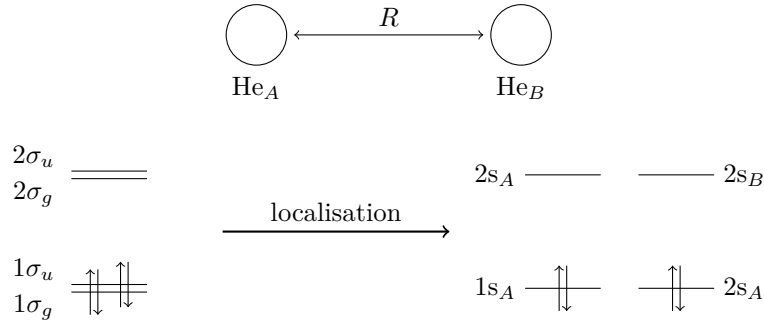 R
He_A He_B
2σ_u
2σ_g
2s_A 2s_B
localisation
1σ_u
1σ_g
1s_A 2s_A